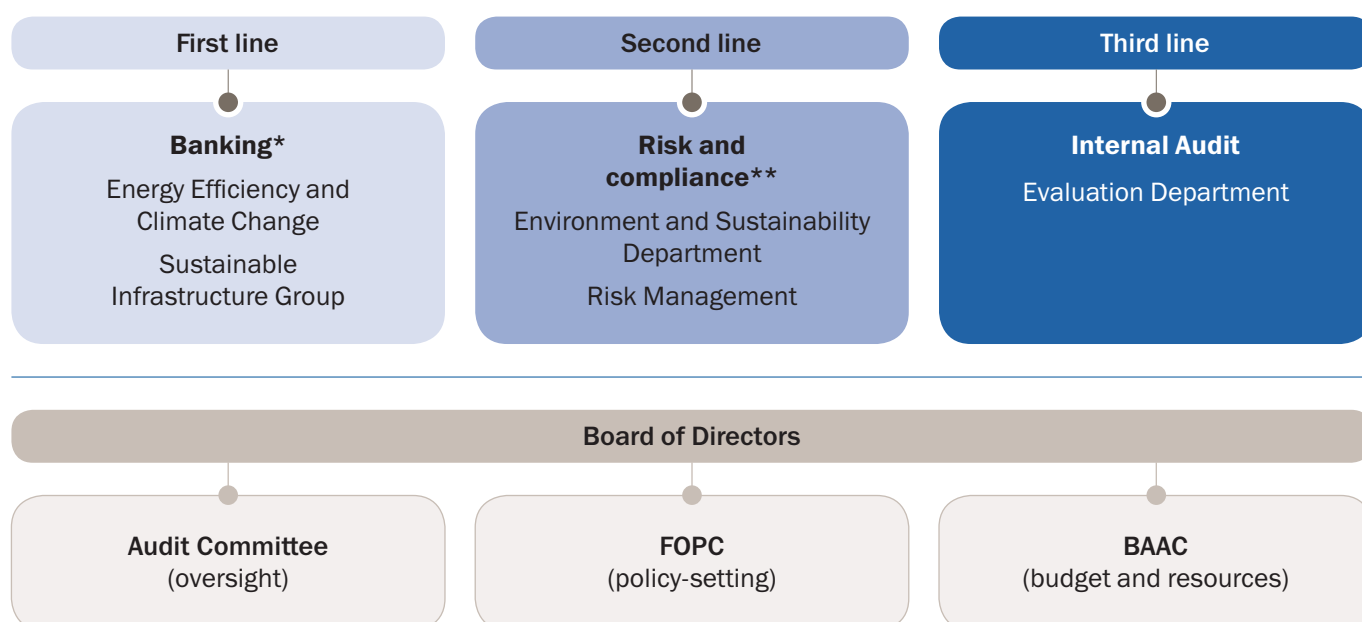 First line
Second line
Third line
Banking*
Energy Efficiency and
Climate Change
Sustainable
Infrastructure Group
Risk and
compliance**
Environment and Sustainability
Department
Risk Management
Internal Audit
Evaluation Department
Board of Directors
Audit Committee
(oversight)
FOPC
(policy-setting)
BAAC
(budget and resources)